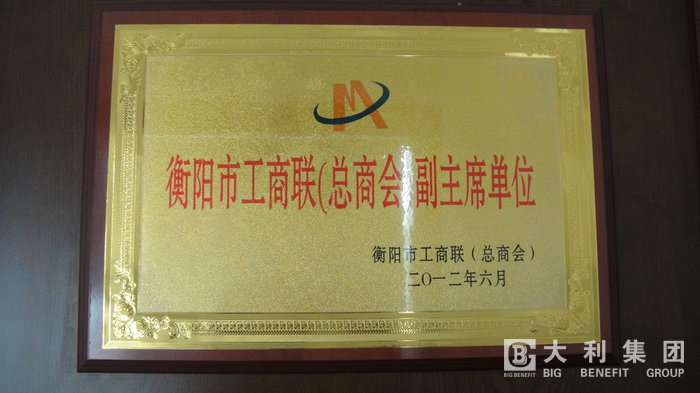 衡阳市工商联(总商会)副主席单位
衡阳市工商联(总商会)
二〇一二年六月
大利集团
BIG BENEFIT
BIG BENEFIT GROUP